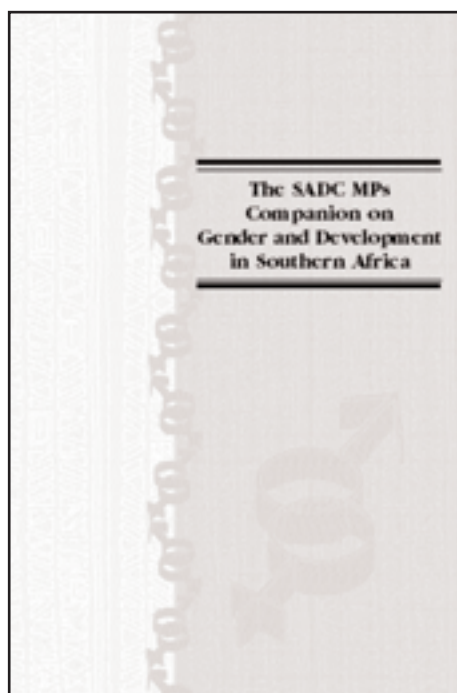 The SADC MPs
Companion on
Gender and Development
in Southern Africa